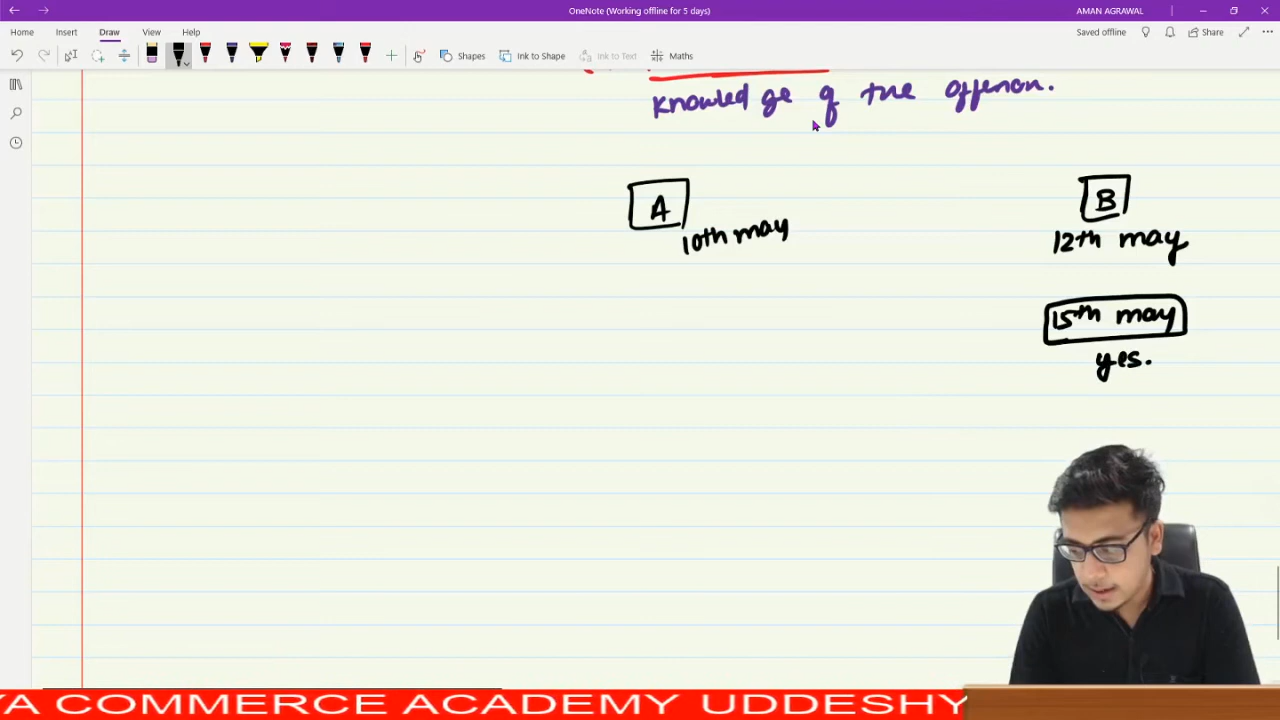 OneNote (Working offline for 5 days)
AMAN AGRAWAL
Home Insert Draw View Help
Saved offline Share
Shapes Ink to Shape Ink to Text Maths
knowledge of the offeror.
A
10th may
B
12th may
15th may
yes.
YA COMMERCE ACADEMY UDDESHY